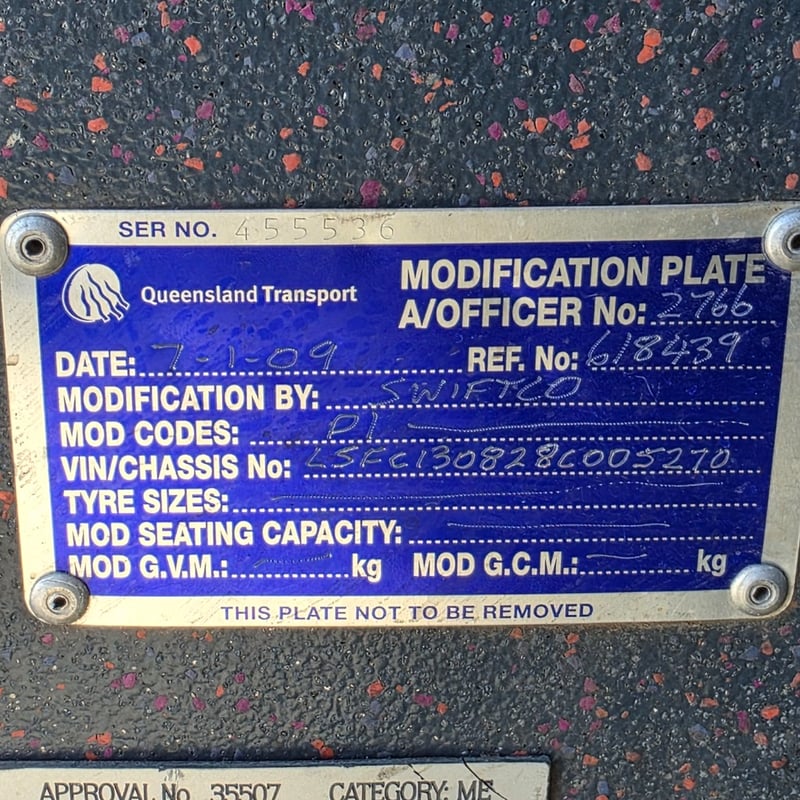 SER NO. 455536
Queensland Transport
MODIFICATION PLATE
A/OFFICER No: 2766
DATE: 7-1-09 REF. No: 618439
MODIFICATION BY: SWIFTCO
MOD CODES: P1
VIN/CHASSIS No: LSFC130828C005270
TYRE SIZES:
MOD SEATING CAPACITY:
MOD G.V.M.: kg MOD G.C.M.: kg
THIS PLATE NOT TO BE REMOVED
APPROVAL No 35507 CATEGORY: ME